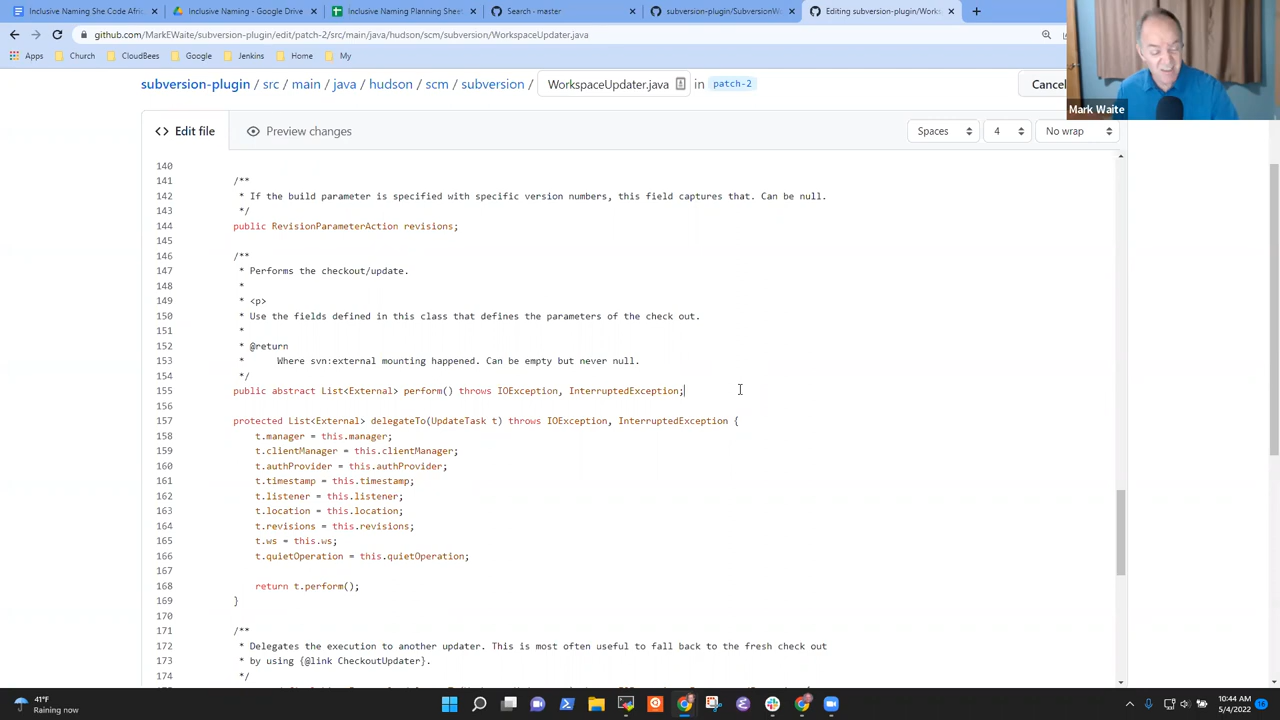 Inclusive Naming She Code Afric
Inclusive Naming - Google Drive
Inclusive Naming Planning Shee
Search - master
subversion-plugin/SubversionW
Editing subversion-plugin/Works
github.com/MarkEWaite/subversion-plugin/edit/patch-2/src/main/java/hudson/scm/subversion/WorkspaceUpdater.java
Apps Church CloudBees Google Jenkins Home My
subversion-plugin / src / main / java / hudson / scm / subversion / WorkspaceUpdater.java in patch-2
Cance
Mark Waite
Edit file Preview changes Spaces 4 No wrap
140
141 /**
142 * If the build parameter is specified with specific version numbers, this field captures that. Can be null.
143 */
144 public RevisionParameterAction revisions;
145
146 /**
147 * Performs the checkout/update.
148 *
149 * <p>
150 * Use the fields defined in this class that defines the parameters of the check out.
151 *
152 * @return
153 * Where svn:external mounting happened. Can be empty but never null.
154 */
155 public abstract List<External> perform() throws IOException, InterruptedException;
156
157 protected List<External> delegateTo(UpdateTask t) throws IOException, InterruptedException {
158 t.manager = this.manager;
159 t.clientManager = this.clientManager;
160 t.authProvider = this.authProvider;
161 t.timestamp = this.timestamp;
162 t.listener = this.listener;
163 t.location = this.location;
164 t.revisions = this.revisions;
165 t.ws = this.ws;
166 t.quietOperation = this.quietOperation;
167
168 return t.perform();
169 }
170
171 /**
172 * Delegates the execution to another updater. This is most often useful to fall back to the fresh check out
173 * by using {@link CheckoutUpdater}.
174 */
41°F
Raining now
10:44 AM
5/4/2022
16